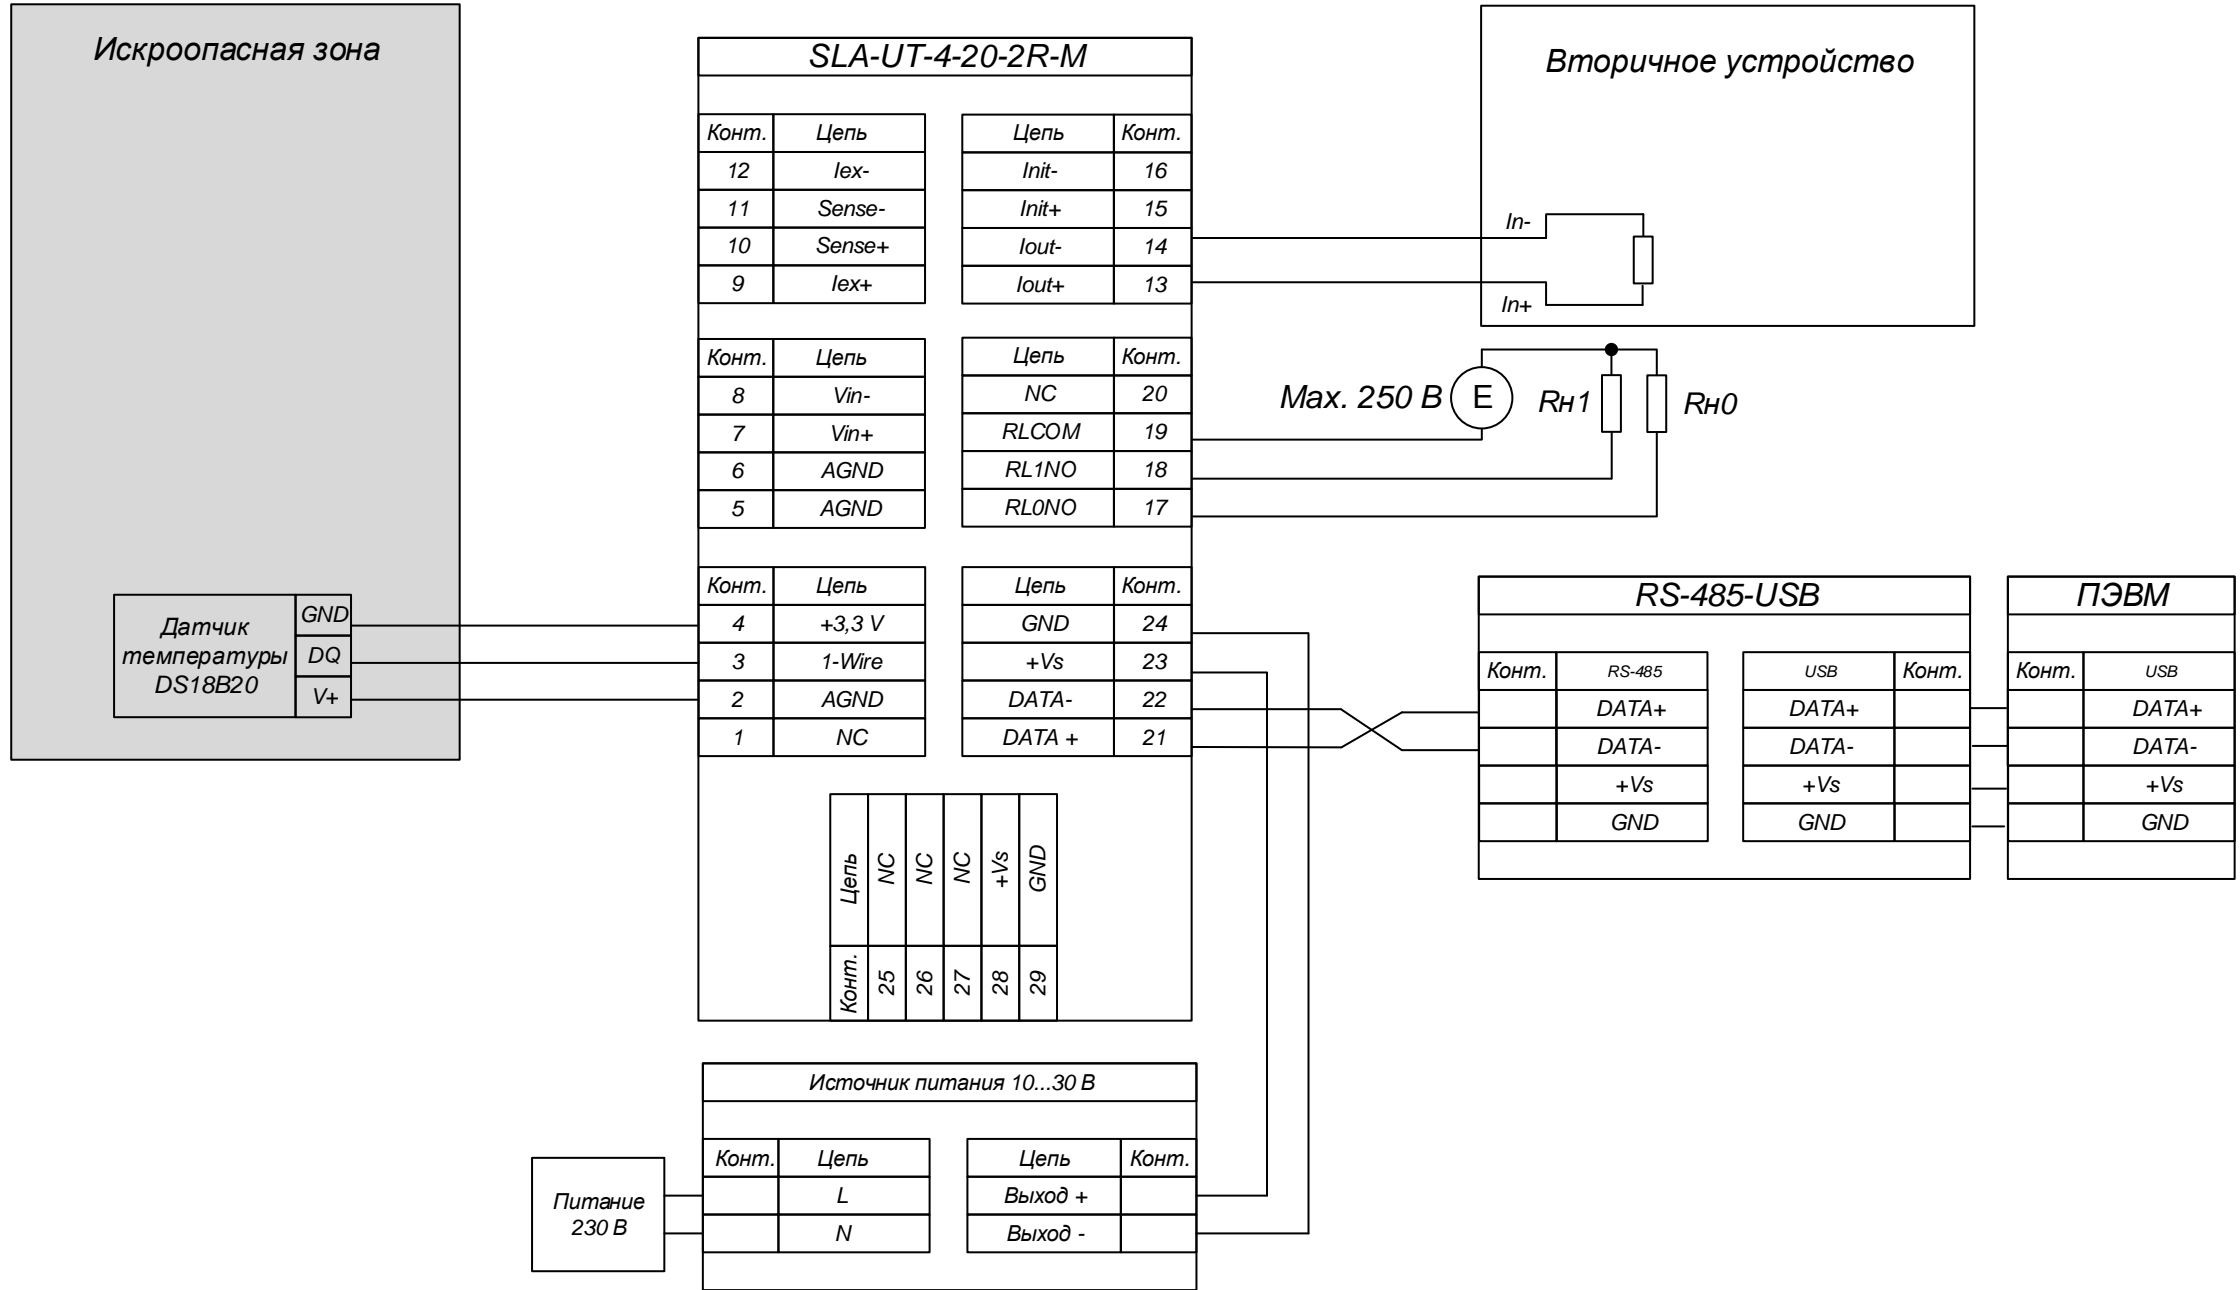 Искроопасная зона
Датчик
температуры
DS18B20
GND
DQ
V+
SLA-UT-4-20-2R-M
Конт. Цепь Цепь Конт.
12 Iex- Init- 16
11 Sense- Init+ 15
10 Sense+ Iout- 14
9 Iex+ Iout+ 13
Конт. Цепь Цепь Конт.
8 Vin- NC 20
7 Vin+ RLCOM 19
6 AGND RL1NO 18
5 AGND RL0NO 17
Конт. Цепь Цепь Конт.
4 +3,3 V GND 24
3 1-Wire +Vs 23
2 AGND DATA- 22
1 NC DATA + 21
Цепь NC NC NC +Vs GND
Конт. 25 26 27 28 29
Вторичное устройство
In-
In+
Max. 250 В E Rн1 Rн0
RS-485-USB
Конт. RS-485 USB Конт.
DATA+ DATA+
DATA- DATA-
+Vs +Vs
GND GND
ПЭВМ
Конт. USB
DATA+
DATA-
+Vs
GND
Источник питания 10...30 В
Конт. Цепь Цепь Конт.
L Выход +
N Выход -
Питание
230 В